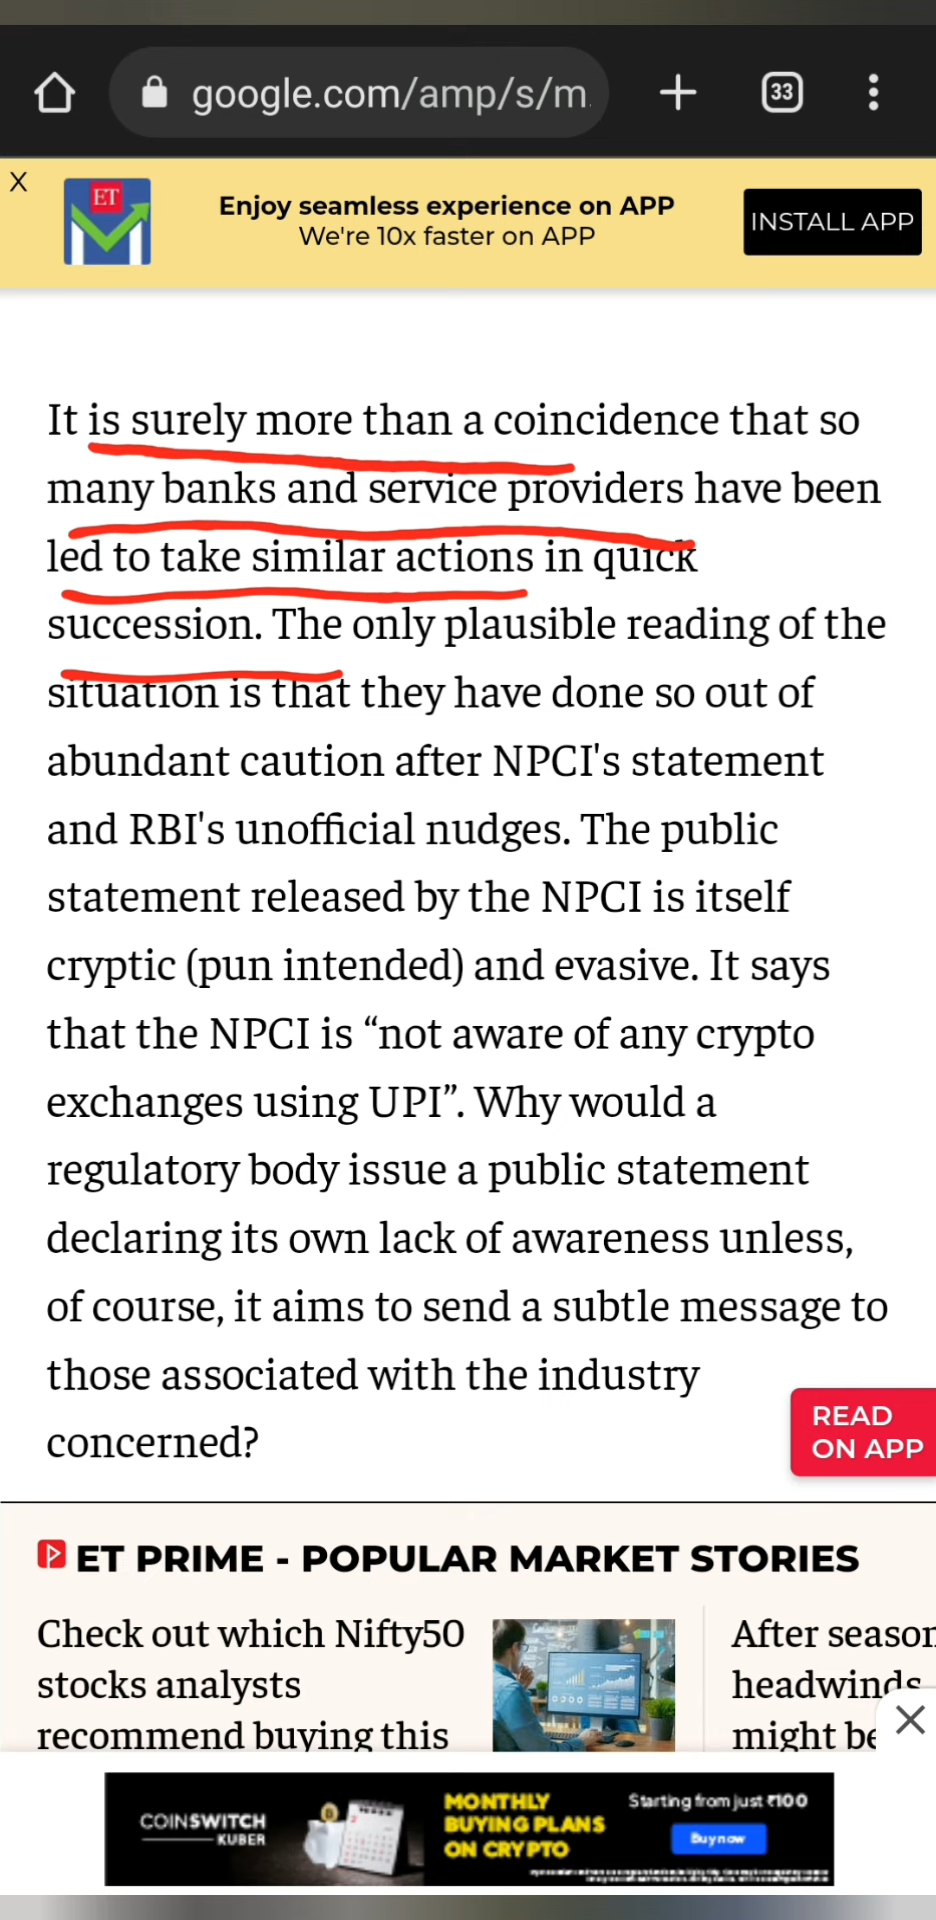 google.com/amp/s/m.
33
X
ET
Enjoy seamless experience on APP
We're 10x faster on APP
INSTALL APP
It is surely more than a coincidence that so
many banks and service providers have been
led to take similar actions in quick
succession. The only plausible reading of the
situation is that they have done so out of
abundant caution after NPCI's statement
and RBI's unofficial nudges. The public
statement released by the NPCI is itself
cryptic (pun intended) and evasive. It says
that the NPCI is “not aware of any crypto
exchanges using UPI”. Why would a
regulatory body issue a public statement
declaring its own lack of awareness unless,
of course, it aims to send a subtle message to
those associated with the industry
concerned?
READ
ON APP
ET PRIME - POPULAR MARKET STORIES
Check out which Nifty50
stocks analysts
recommend buying this
After season
headwinds
might be
COINSWITCH
KUBER
MONTHLY
BUYING PLANS
ON CRYPTO
Starting from just ₹100
Buy now